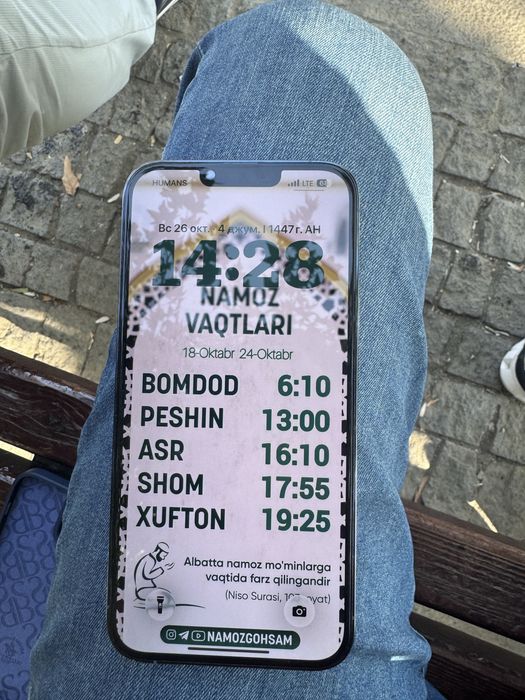 HUMANS LTE 64
Вс 26 окт. · 4 джум. I 1447 г. AH
14:28
NAMOZ
VAQTLARI
18-Oktabr 24-Oktabr
BOMDOD 6:10
PESHIN 13:00
ASR 16:10
SHOM 17:55
XUFTON 19:25
Albatta namoz mo'minlarga
vaqtida farz qilingandir
(Niso Surasi,
NAMOZGOHSAM